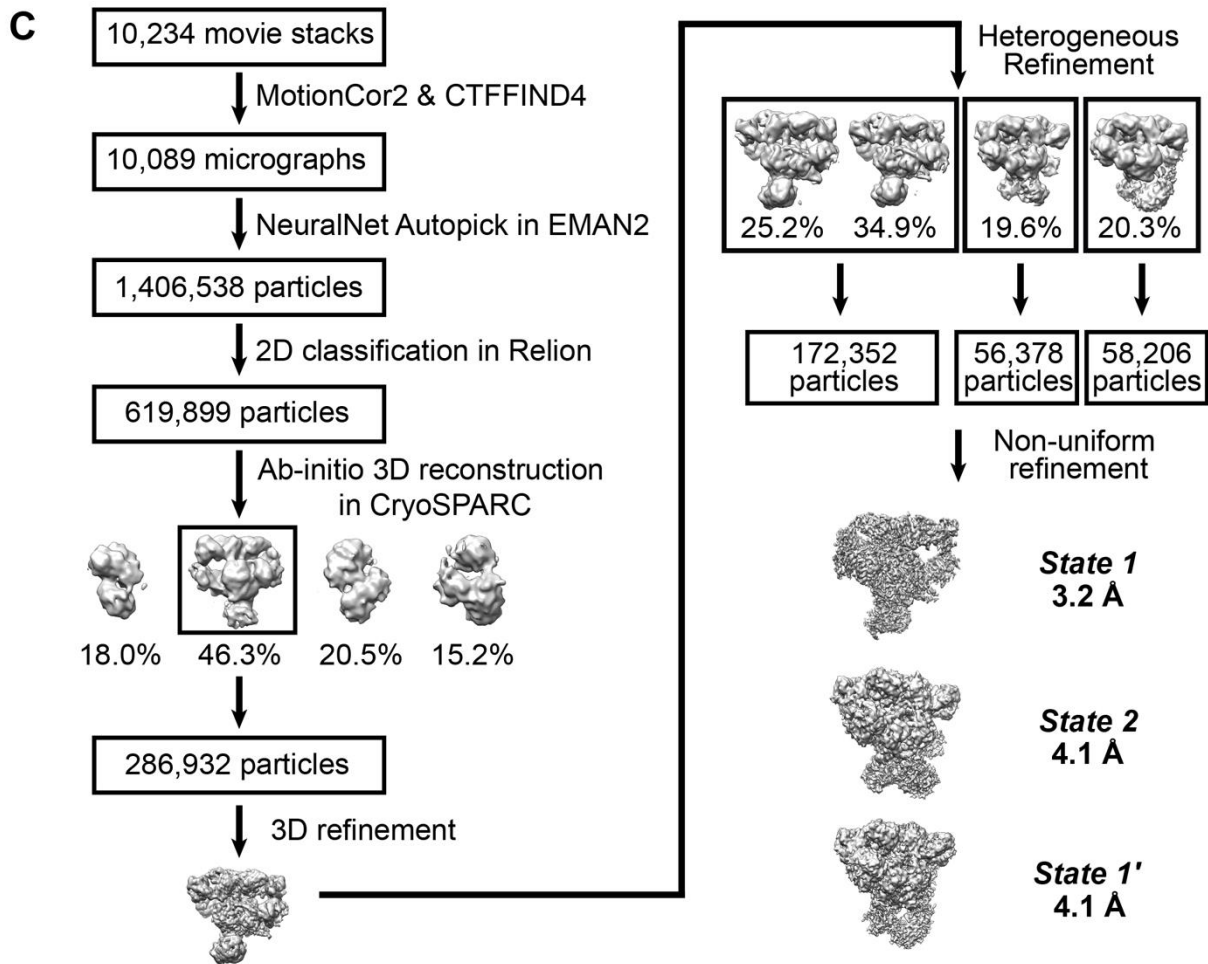 C
10,234 movie stacks
MotionCor2 & CTFFIND4
10,089 micrographs
NeuralNet Autopick in EMAN2
1,406,538 particles
2D classification in Relion
619,899 particles
Ab-initio 3D reconstruction
in CryoSPARC
18.0% 46.3% 20.5% 15.2%
286,932 particles
3D refinement
Heterogeneous
Refinement
25.2% 34.9% 19.6% 20.3%
172,352
particles
56,378
particles
58,206
particles
Non-uniform
refinement
State 1
3.2 Å
State 2
4.1 Å
State 1'
4.1 Å